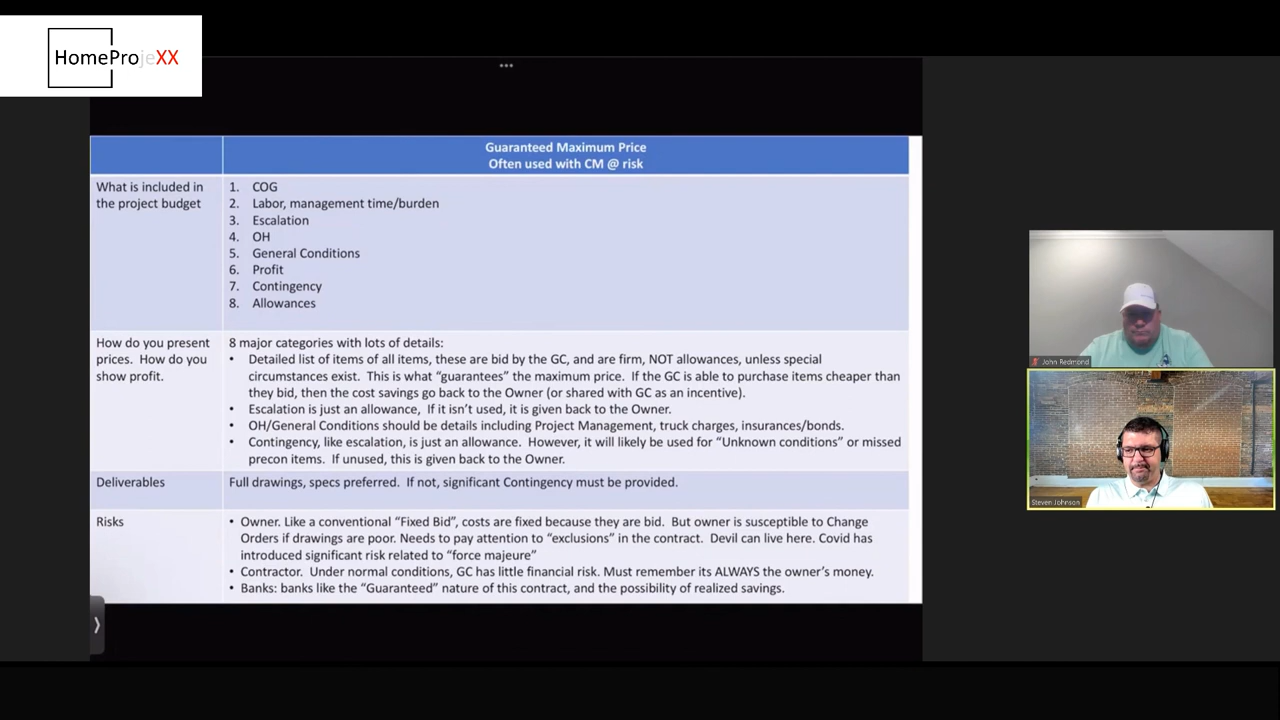 HomeProjeXX
Guaranteed Maximum Price
Often used with CM @ risk
What is included in
the project budget
1. COG
2. Labor, management time/burden
3. Escalation
4. OH
5. General Conditions
6. Profit
7. Contingency
8. Allowances
How do you present
prices. How do you
show profit.
8 major categories with lots of details:
• Detailed list of items of all items, these are bid by the GC, and are firm, NOT allowances, unless special
circumstances exist. This is what “guarantees” the maximum price. If the GC is able to purchase items cheaper than
they bid, then the cost savings go back to the Owner (or shared with GC as an incentive).
• Escalation is just an allowance, If it isn’t used, it is given back to the Owner.
• OH/General Conditions should be details including Project Management, truck charges, insurances/bonds.
• Contingency, like escalation, is just an allowance. However, it will likely be used for “Unknown conditions” or missed
precon items. If unused, this is given back to the Owner.
Deliverables
Full drawings, specs preferred. If not, significant Contingency must be provided.
Risks
• Owner. Like a conventional “Fixed Bid”, costs are fixed because they are bid. But owner is susceptible to Change
Orders if drawings are poor. Needs to pay attention to “exclusions” in the contract. Devil can live here. Covid has
introduced significant risk related to “force majeure”
• Contractor. Under normal conditions, GC has little financial risk. Must remember its ALWAYS the owner’s money.
• Banks: banks like the “Guaranteed” nature of this contract, and the possibility of realized savings.
John Redmond
Steven Johnson